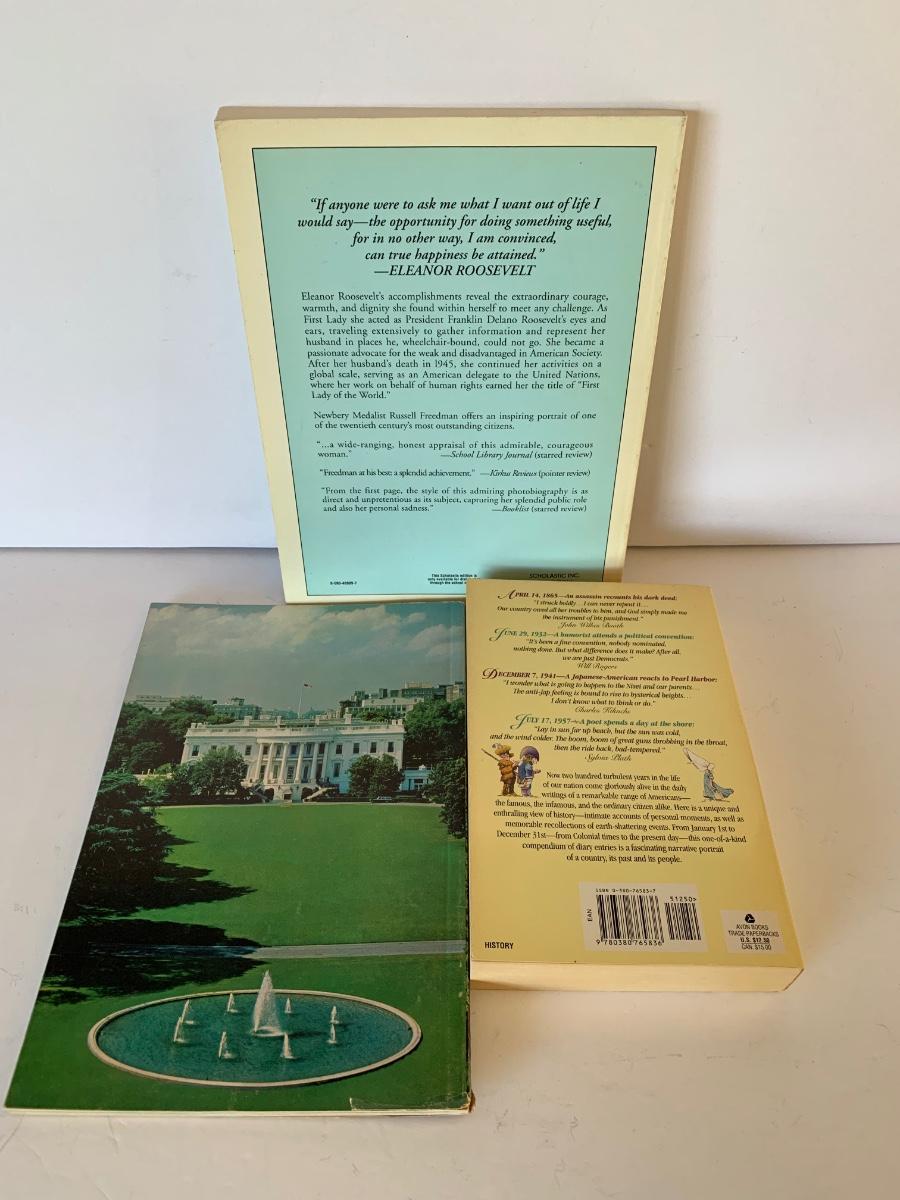 “If anyone were to ask me what I want out of life I
would say—the opportunity for doing something useful,
for in no other way, I am convinced,
can true happiness be attained.”
—ELEANOR ROOSEVELT
Eleanor Roosevelt's accomplishments reveal the extraordinary courage,
warmth, and dignity she found within herself to meet any challenge. As
First Lady she acted as President Franklin Delano Roosevelt's eyes and
ears, traveling extensively to gather information and represent her
husband in places he, wheelchair-bound, could not go. She became a
passionate advocate for the weak and disadvantaged in American Society.
After her husband's death in 1945, she continued her activities on a
global scale, serving as an American delegate to the United Nations,
where her work on behalf of human rights earned her the title of "First
Lady of the World."
Newbery Medalist Russell Freedman offers an inspiring portrait of one
of the twentieth century's most outstanding citizens.
"...a wide-ranging, honest appraisal of this admirable, courageous
woman." —School Library Journal (starred review)
"Freedman at his best: a splendid achievement." —Kirkus Reviews (pointer review)
"From the first page, the style of this admiring photobiography is as
direct and unpretentious as its subject, capturing her splendid public role
and also her personal sadness." —Booklist (starred review)
This Scholastic edition is
only available for
through the school
SCHOLASTIC INC.
APRIL 14, 1865—An assassin recounts his dark deed:
"I struck boldly...I can never repent it....
Our country owed all her troubles to him, and God simply made me
the instrument of his punishment."
John Wilkes Booth
JUNE 29, 1932—A humorist attends a political convention:
"It's been a fine convention, nobody nominated,
nothing done. But what difference does it make? After all,
we are just Democrats."
Will Rogers
DECEMBER 7, 1941—A Japanese-American reacts to Pearl Harbor:
"I wonder what is going to happen to the Nisei and our parents...
The anti-Jap feeling is bound to rise to hysterical heights...
I don't know what to think or do."
Charles Kikuchi
JULY 17, 1957—A poet spends a day at the shore:
"Lay in sun far up beach, but the sun was cold,
and the wind colder. The boom, boom of great guns throbbing in the throat,
then the ride back, bad-tempered."
Sylvia Plath
Now two hundred turbulent years in the life
of our nation come gloriously alive in the daily
writings of a remarkable range of Americans—
the famous, the infamous, and the ordinary citizen alike. Here is a unique and
enthralling view of history—intimate accounts of personal moments, as well as
memorable recollections of earth-shattering events. From January 1st to
December 31st—from Colonial times to the present day—this one-of-a-kind
compendium of diary entries is a fascinating narrative portrait
of a country, its past and its people.
ISBN 0-380-76583-7
51250>
EAN
9 780380 765836
HISTORY
AVON BOOKS
TRADE PAPERBACKS
U.S. $12.50
CAN. $15.00